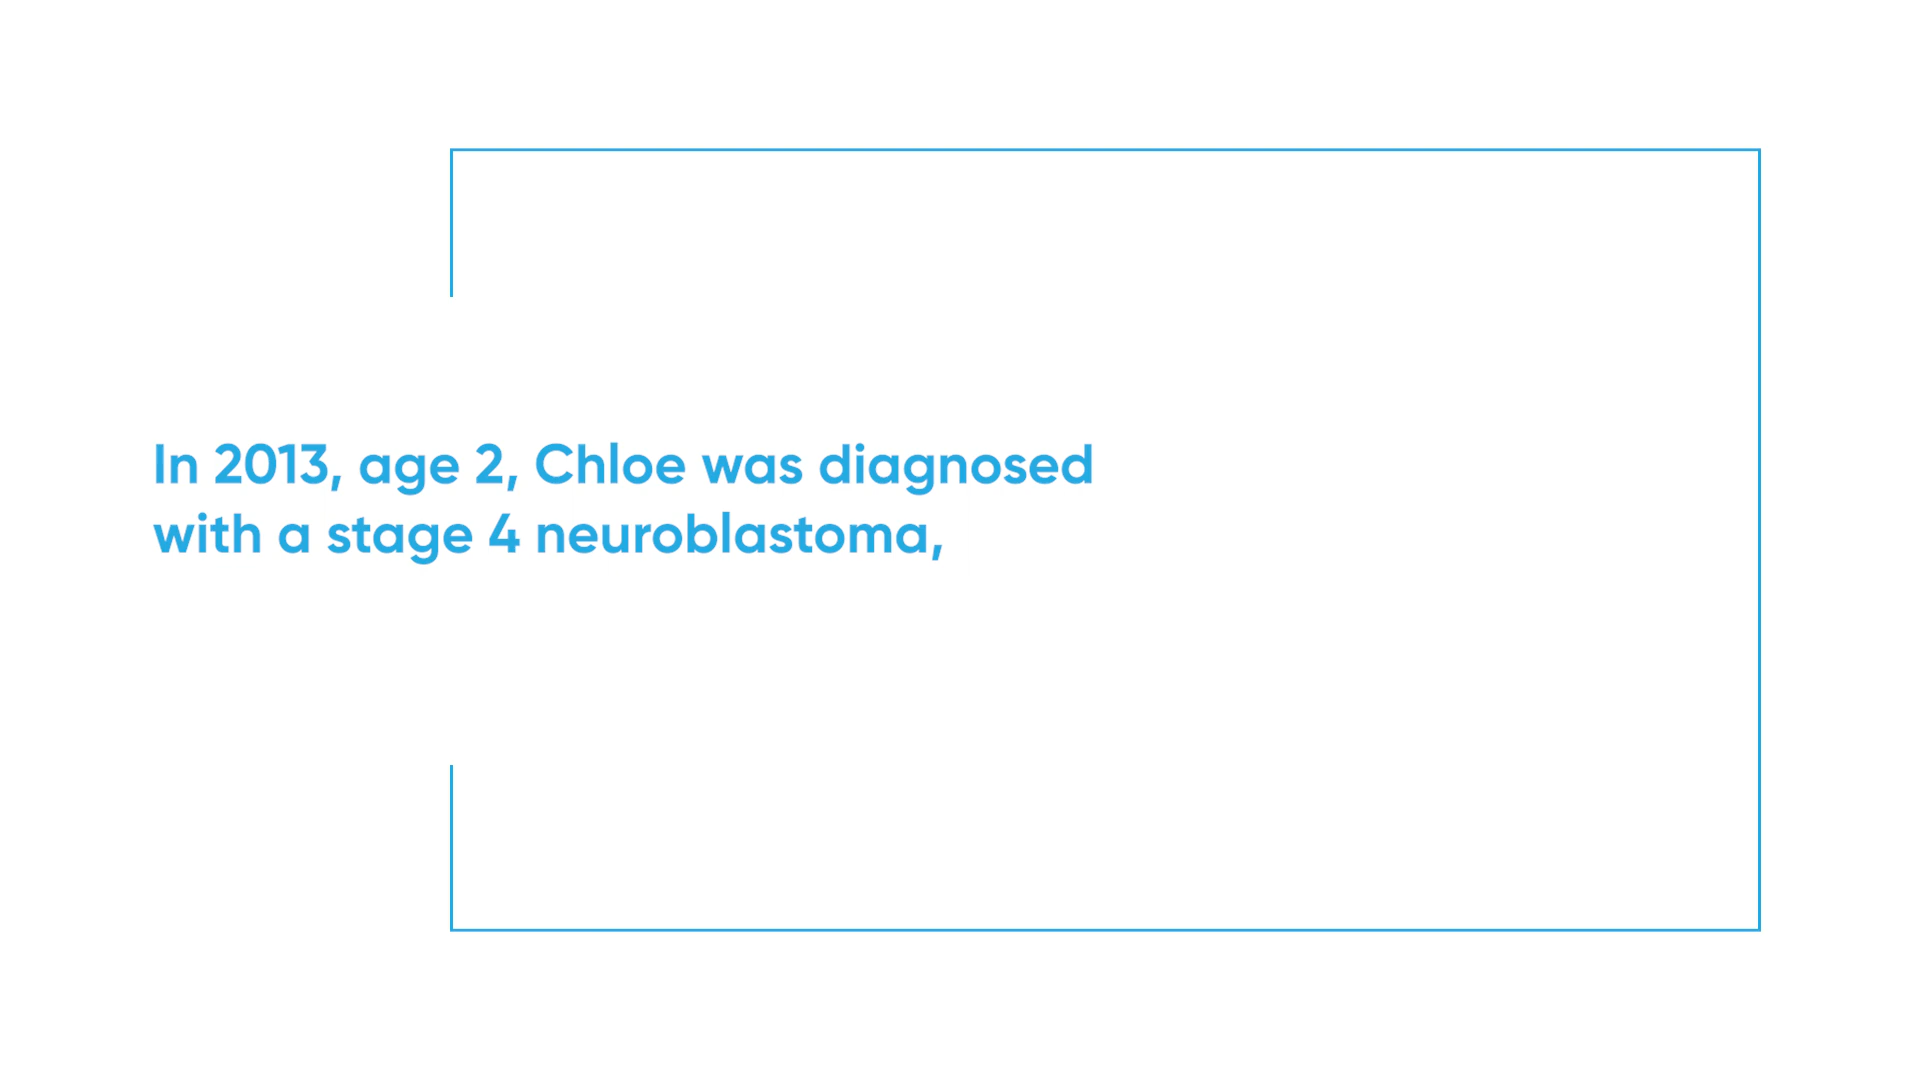 In 2013, age 2, Chloe was diagnosed
with a stage 4 neuroblastoma,